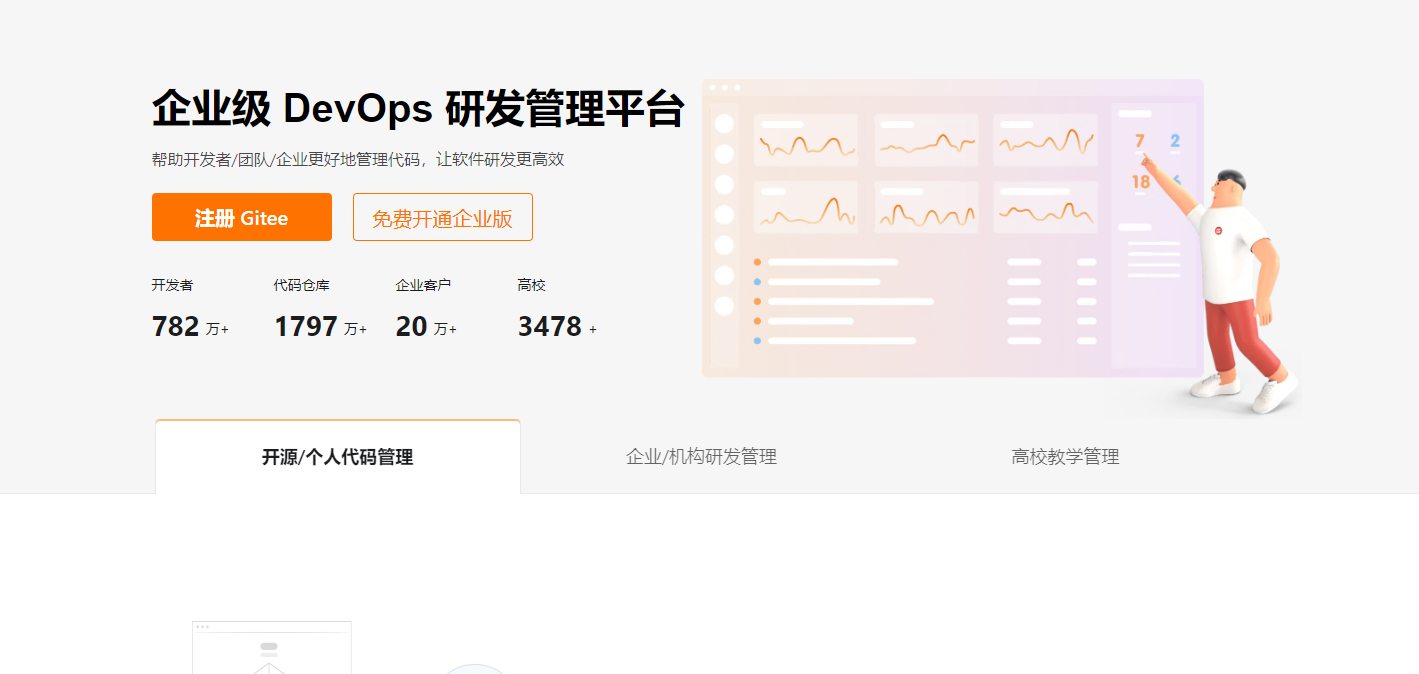 企业级 DevOps 研发管理平台
帮助开发者/团队/企业更好地管理代码，让软件研发更高效
注册 Gitee
免费开通企业版
开发者
代码仓库
企业客户
高校
782 万+
1797 万+
20 万+
3478 +
7
2
18
开源/个人代码管理
企业/机构研发管理
高校教学管理